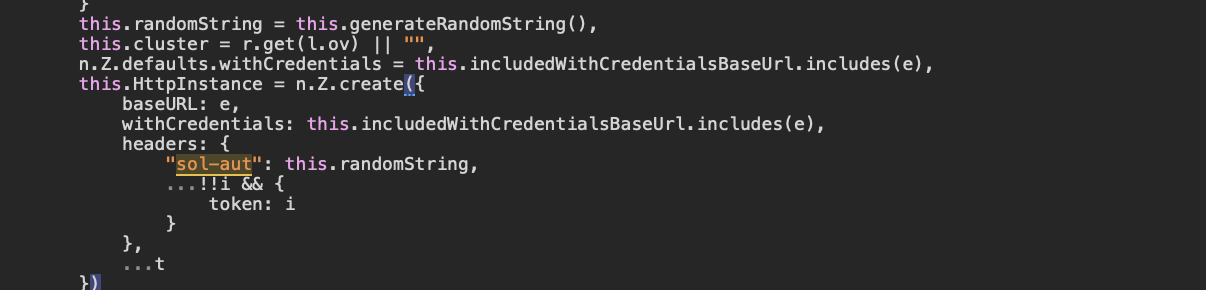 }
this.randomString = this.generateRandomString(),
this.cluster = r.get(l.ov) || "",
n.Z.defaults.withCredentials = this.includedWithCredentialsBaseUrl.includes(e),
this.HttpInstance = n.Z.create({
baseURL: e,
withCredentials: this.includedWithCredentialsBaseUrl.includes(e),
headers: {
"sol-aut": this.randomString,
...!!i && {
token: i
}
},
...t
})